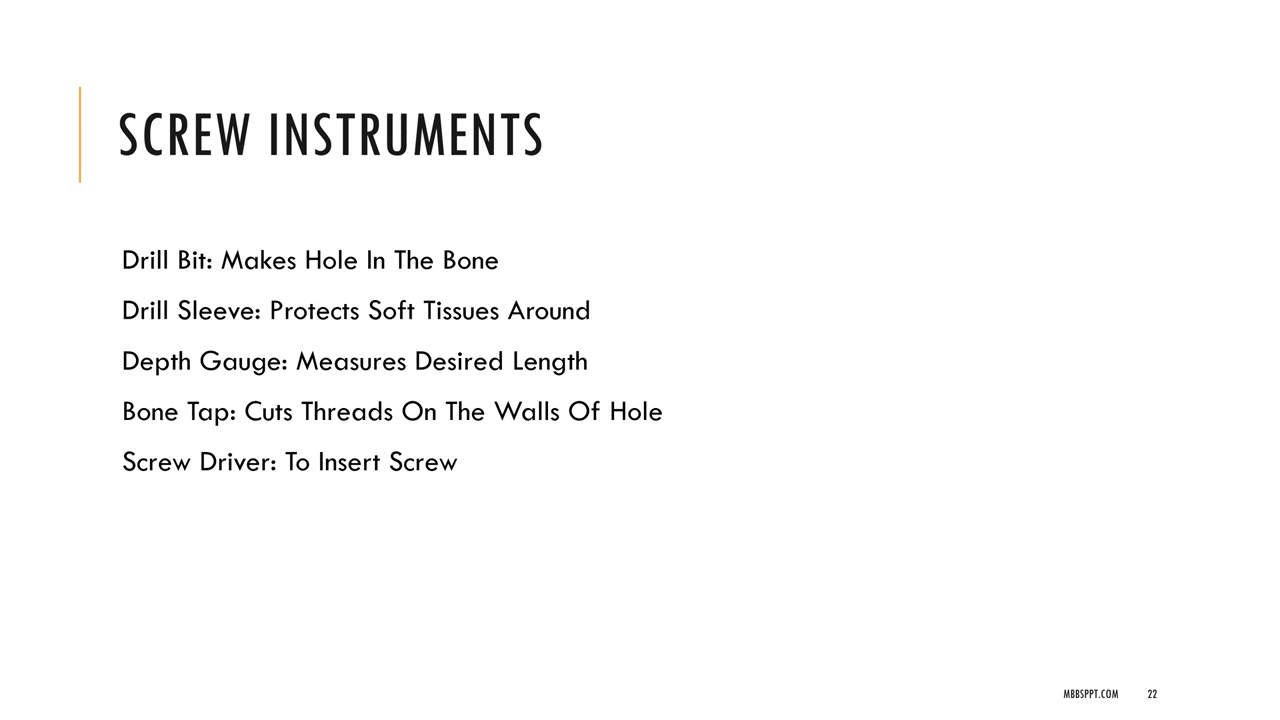 SCREW INSTRUMENTS
Drill Bit: Makes Hole In The Bone
Drill Sleeve: Protects Soft Tissues Around
Depth Gauge: Measures Desired Length
Bone Tap: Cuts Threads On The Walls Of Hole
Screw Driver: To Insert Screw
MBBSPPT.COM 22